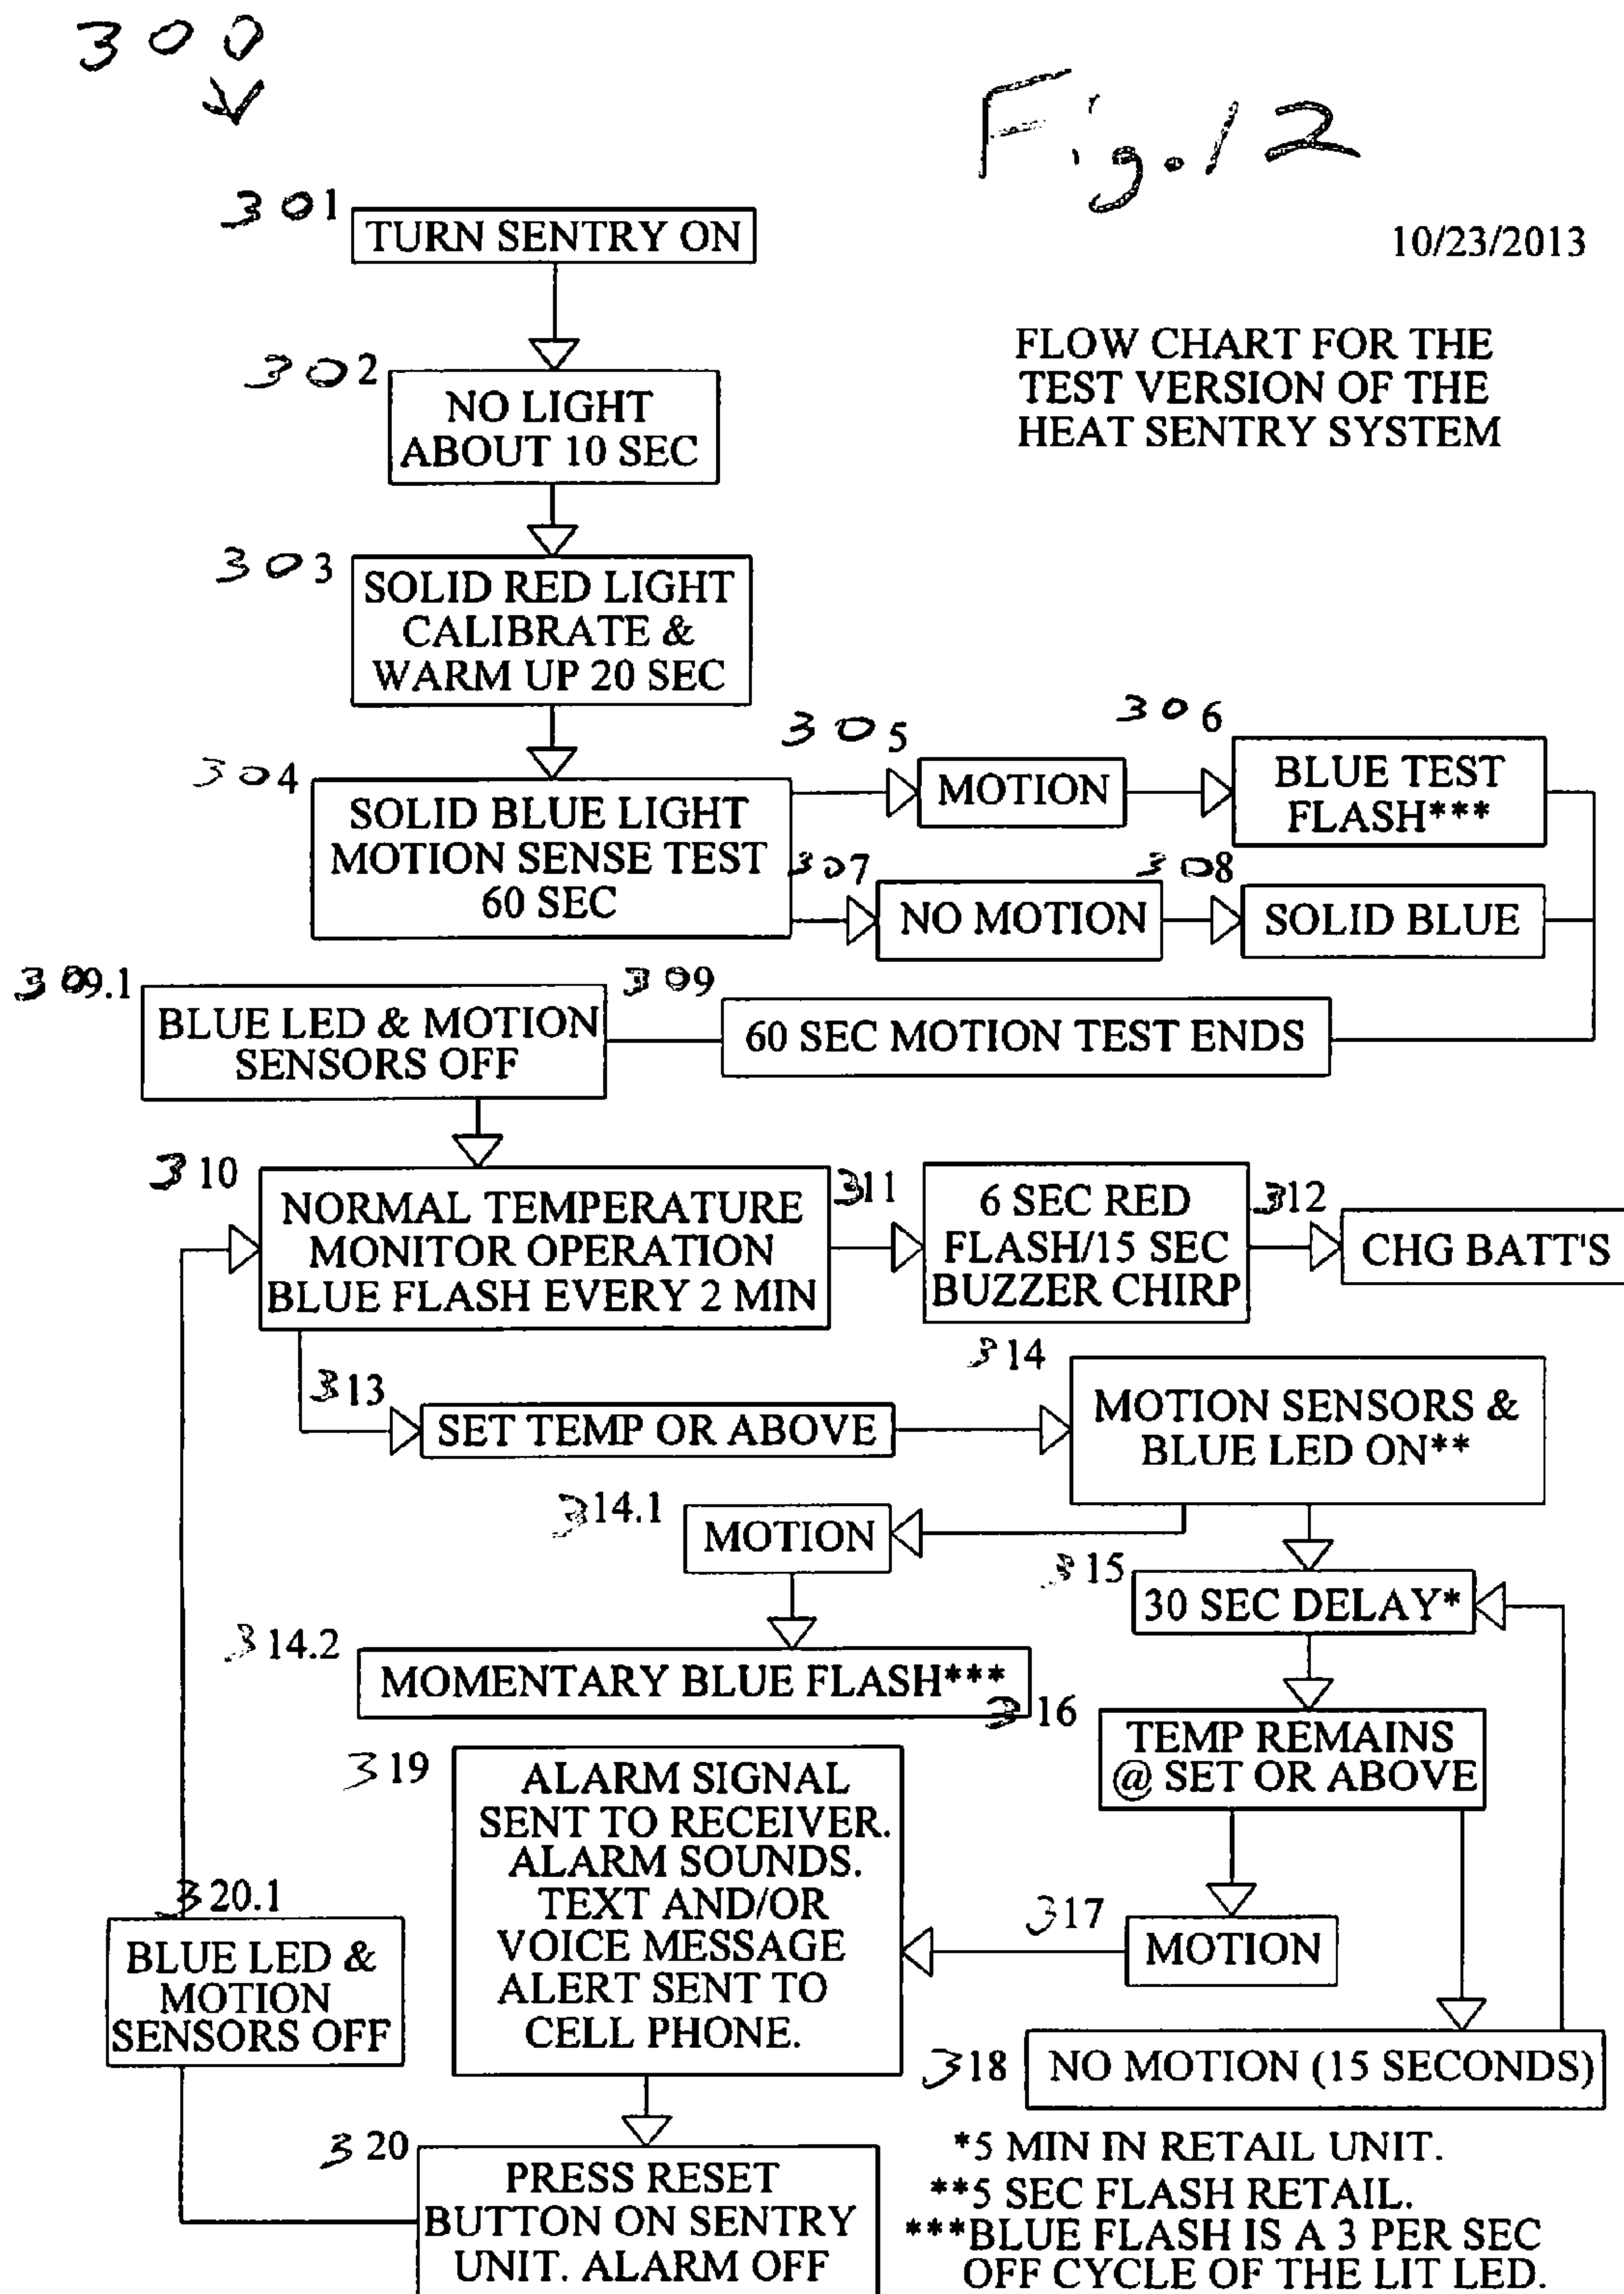 300
Fig. 12
10/23/2013
FLOW CHART FOR THE
TEST VERSION OF THE
HEAT SENTRY SYSTEM
301
TURN SENTRY ON
302
NO LIGHT
ABOUT 10 SEC
303
SOLID RED LIGHT
CALIBRATE &
WARM UP 20 SEC
304
SOLID BLUE LIGHT
MOTION SENSE TEST
60 SEC
305
MOTION
306
BLUE TEST
FLASH***
307
NO MOTION
308
SOLID BLUE
309
60 SEC MOTION TEST ENDS
309.1
BLUE LED & MOTION
SENSORS OFF
310
NORMAL TEMPERATURE
MONITOR OPERATION
BLUE FLASH EVERY 2 MIN
311
6 SEC RED
FLASH/15 SEC
BUZZER CHIRP
312
CHG BATT'S
313
SET TEMP OR ABOVE
314
MOTION SENSORS &
BLUE LED ON**
314.1
MOTION
314.2
MOMENTARY BLUE FLASH***
315
30 SEC DELAY*
316
TEMP REMAINS
@ SET OR ABOVE
317
MOTION
318
NO MOTION (15 SECONDS)
319
ALARM SIGNAL
SENT TO RECEIVER.
ALARM SOUNDS.
TEXT AND/OR
VOICE MESSAGE
ALERT SENT TO
CELL PHONE.
320
PRESS RESET
BUTTON ON SENTRY
UNIT. ALARM OFF
320.1
BLUE LED &
MOTION
SENSORS OFF
*5 MIN IN RETAIL UNIT.
**5 SEC FLASH RETAIL.
***BLUE FLASH IS A 3 PER SEC
OFF CYCLE OF THE LIT LED.